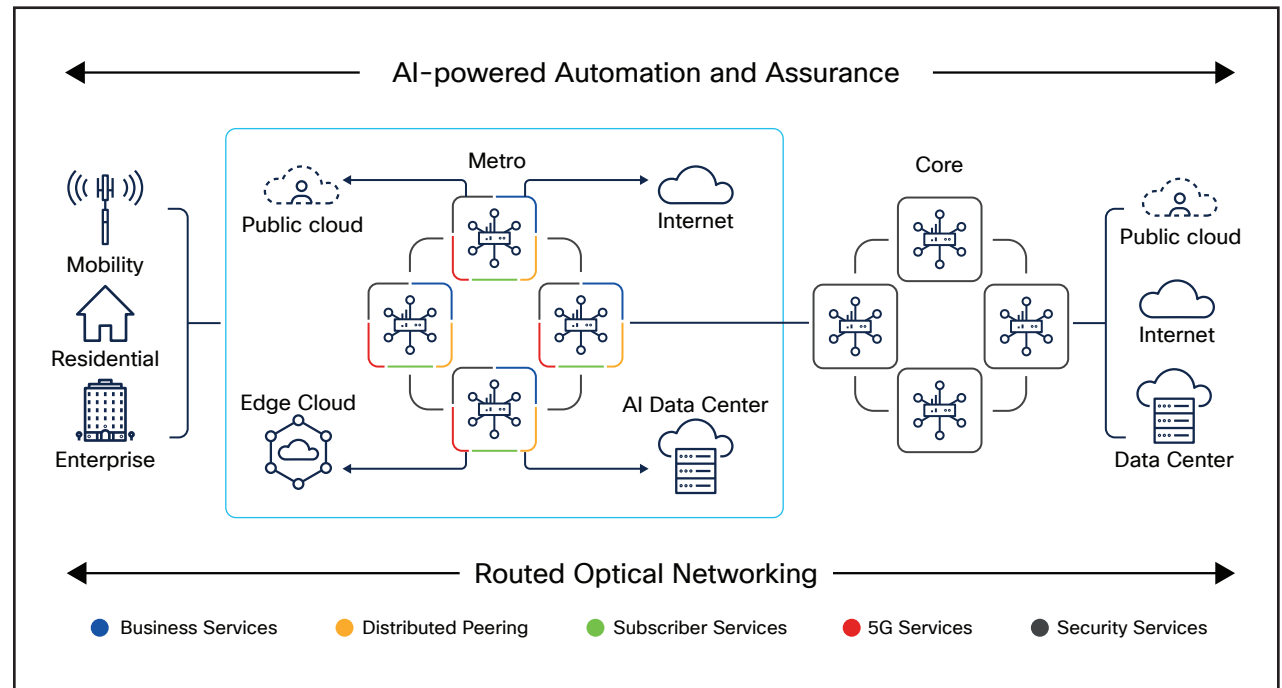 AI-powered Automation and Assurance
Mobility
Residential
Enterprise
Metro
Public cloud
Internet
Edge Cloud
AI Data Center
Core
Public cloud
Internet
Data Center
Routed Optical Networking
Business Services
Distributed Peering
Subscriber Services
5G Services
Security Services